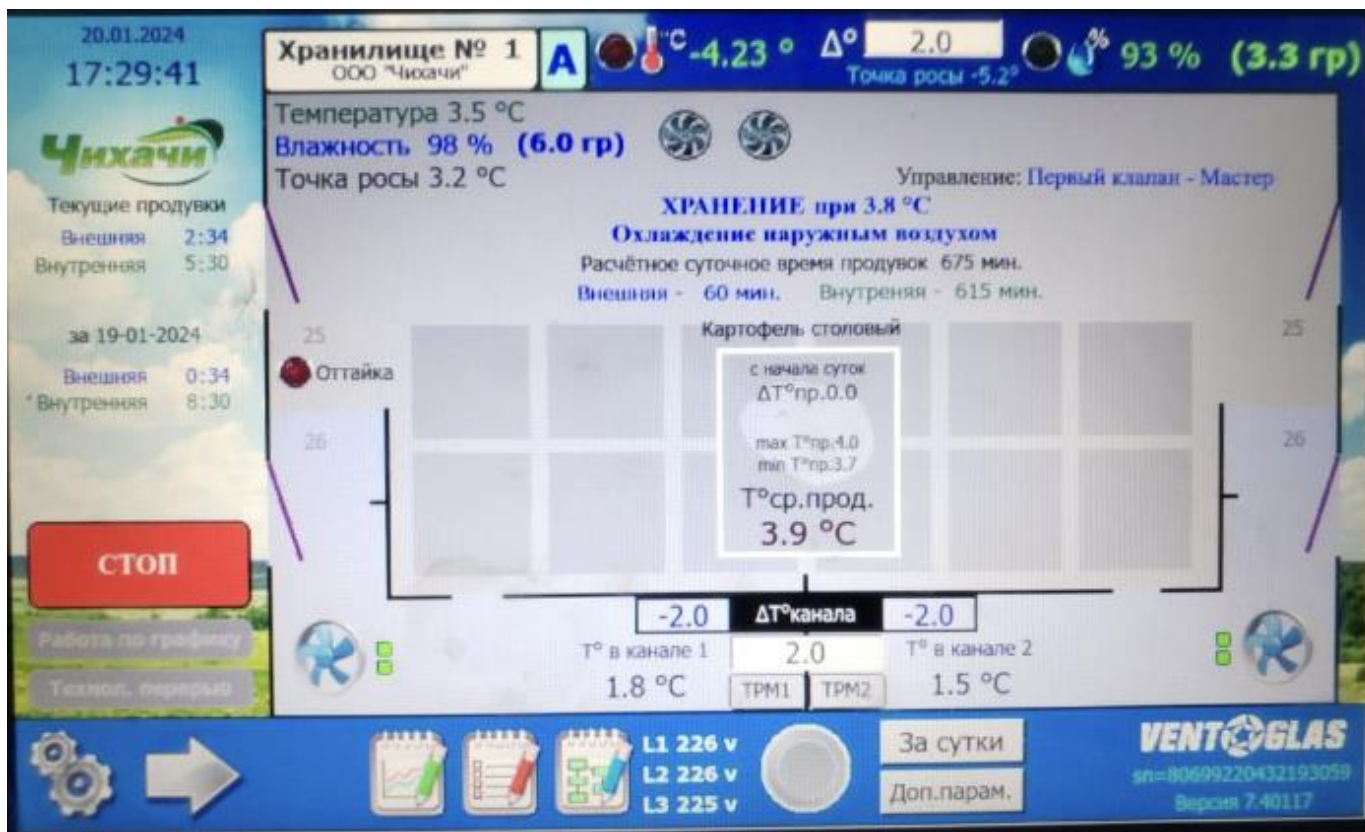 20.01.2024
17:29:41
Хранилище № 1
ООО "Чихачи"
A
°C -4.23 °
Δ° 2.0
Точка росы -5.2°
% 93 % (3.3 гр)
Чихачи
Текущие продувки
Внешняя 2:34
Внутренняя 5:30
за 19-01-2024
Внешняя 0:34
* Внутренняя 8:30
СТОП
Работа по графику
Технол. перерыв
Температура 3.5 °C
Влажность 98 % (6.0 гр)
Точка росы 3.2 °C
Управление: Первый клапан - Мастер
ХРАНЕНИЕ при 3.8 °C
Охлаждение наружным воздухом
Расчётное суточное время продувок 675 мин.
Внешняя - 60 мин. Внутреняя - 615 мин.
Картофель столовый
25
25
Оттайка
26
26
с начала суток
ΔT°пр.0.0
max T°пр.4.0
min T°пр.3.7
T°ср.прод.
3.9 °C
-2.0 ΔT°канала -2.0
T° в канале 1 2.0 T° в канале 2
1.8 °C ТРМ1 ТРМ2 1.5 °C
L1 226 v
L2 226 v
L3 225 v
За сутки
Доп.парам.
VENTOGLAS
sn=80699220432193059
Версия 7.40117